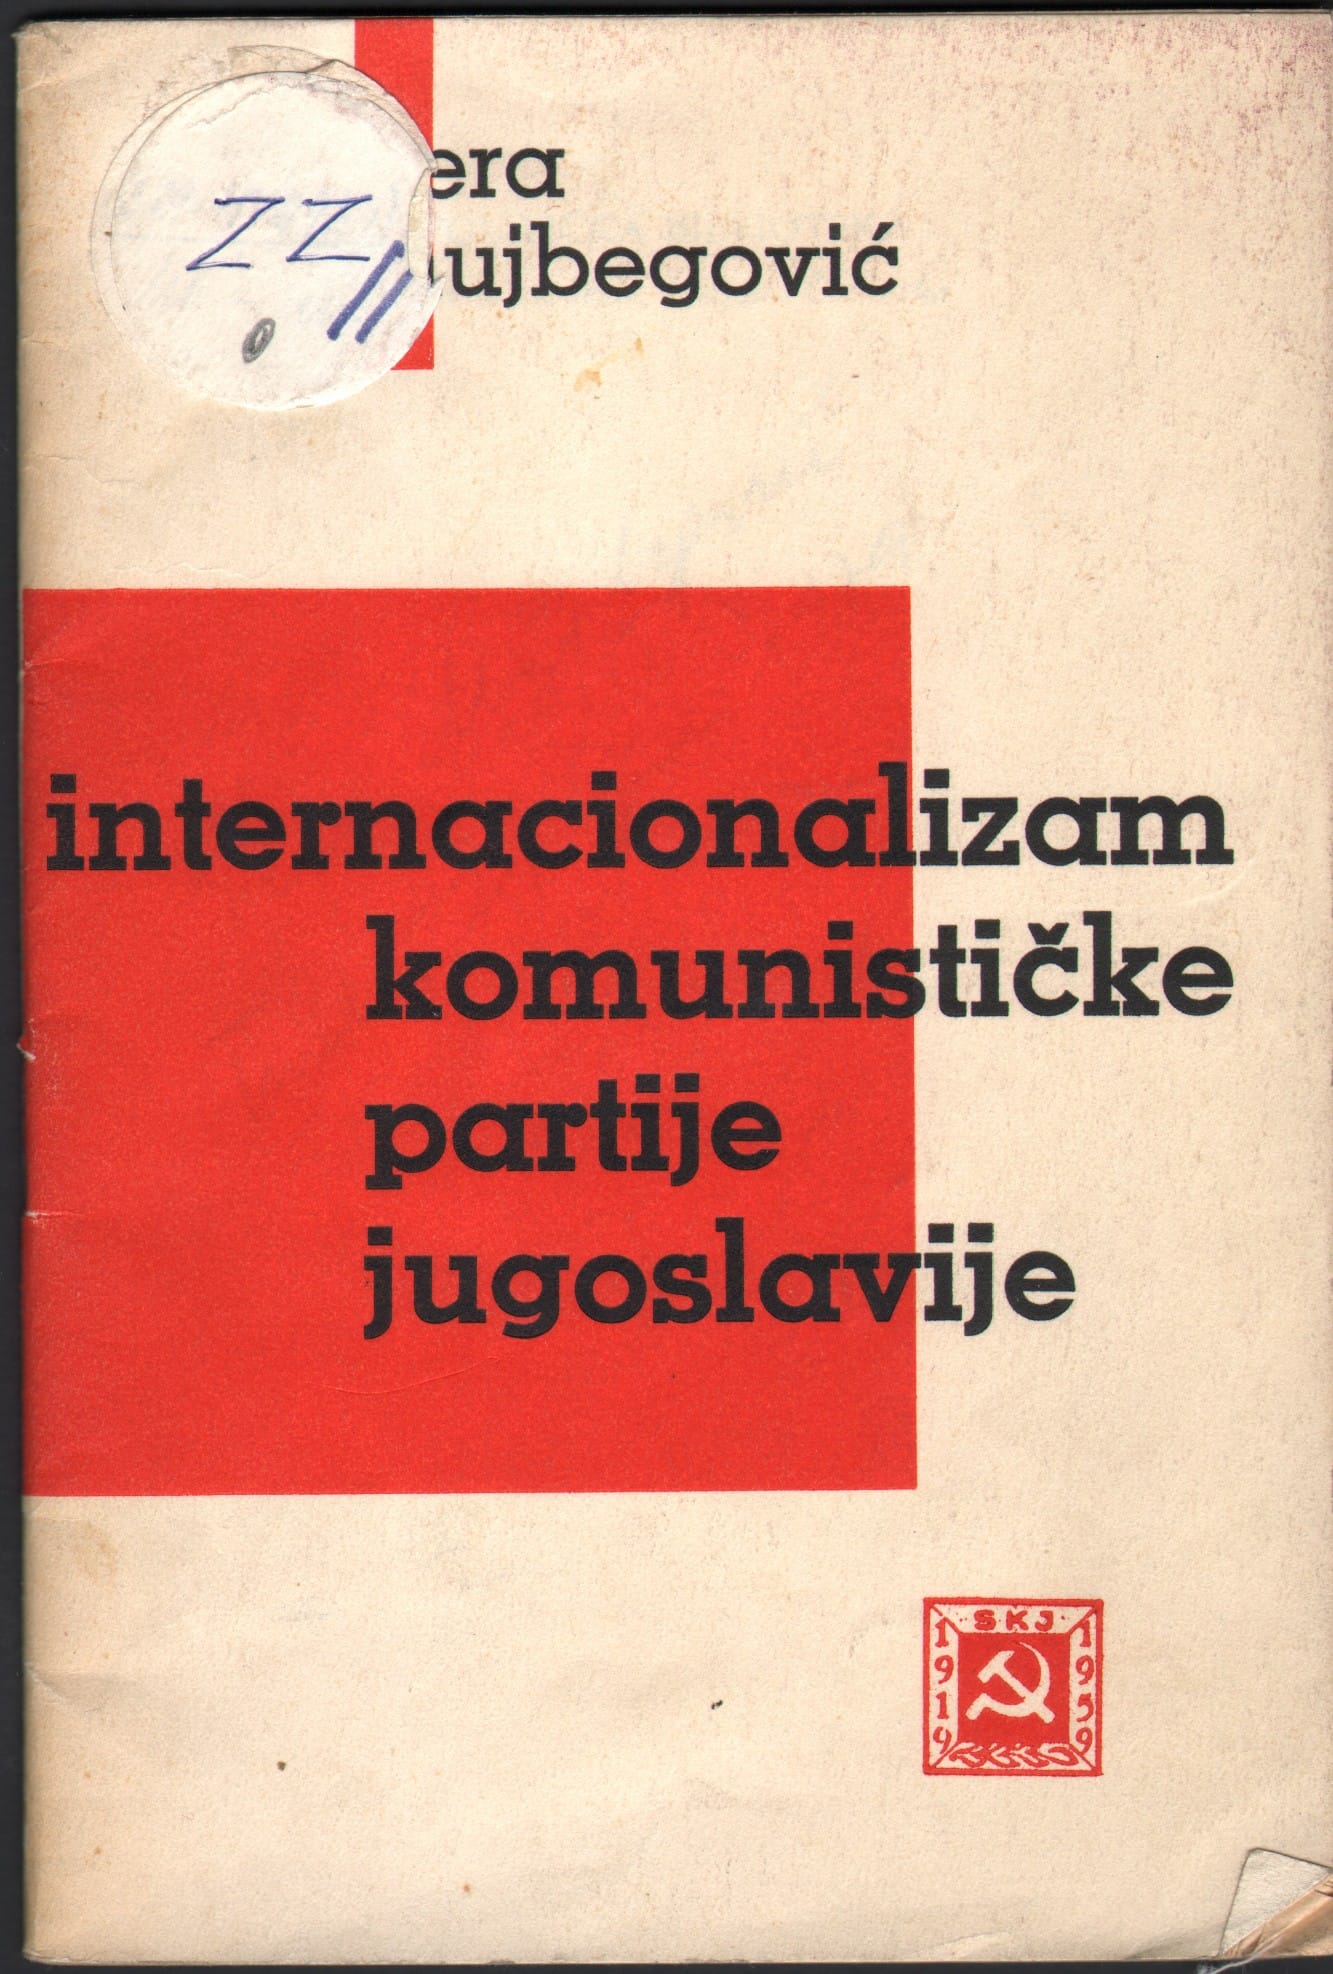 era
ujbegović
ZZ
internacionalizam
komunističke
partije
jugoslavije
SKJ
1919
1959